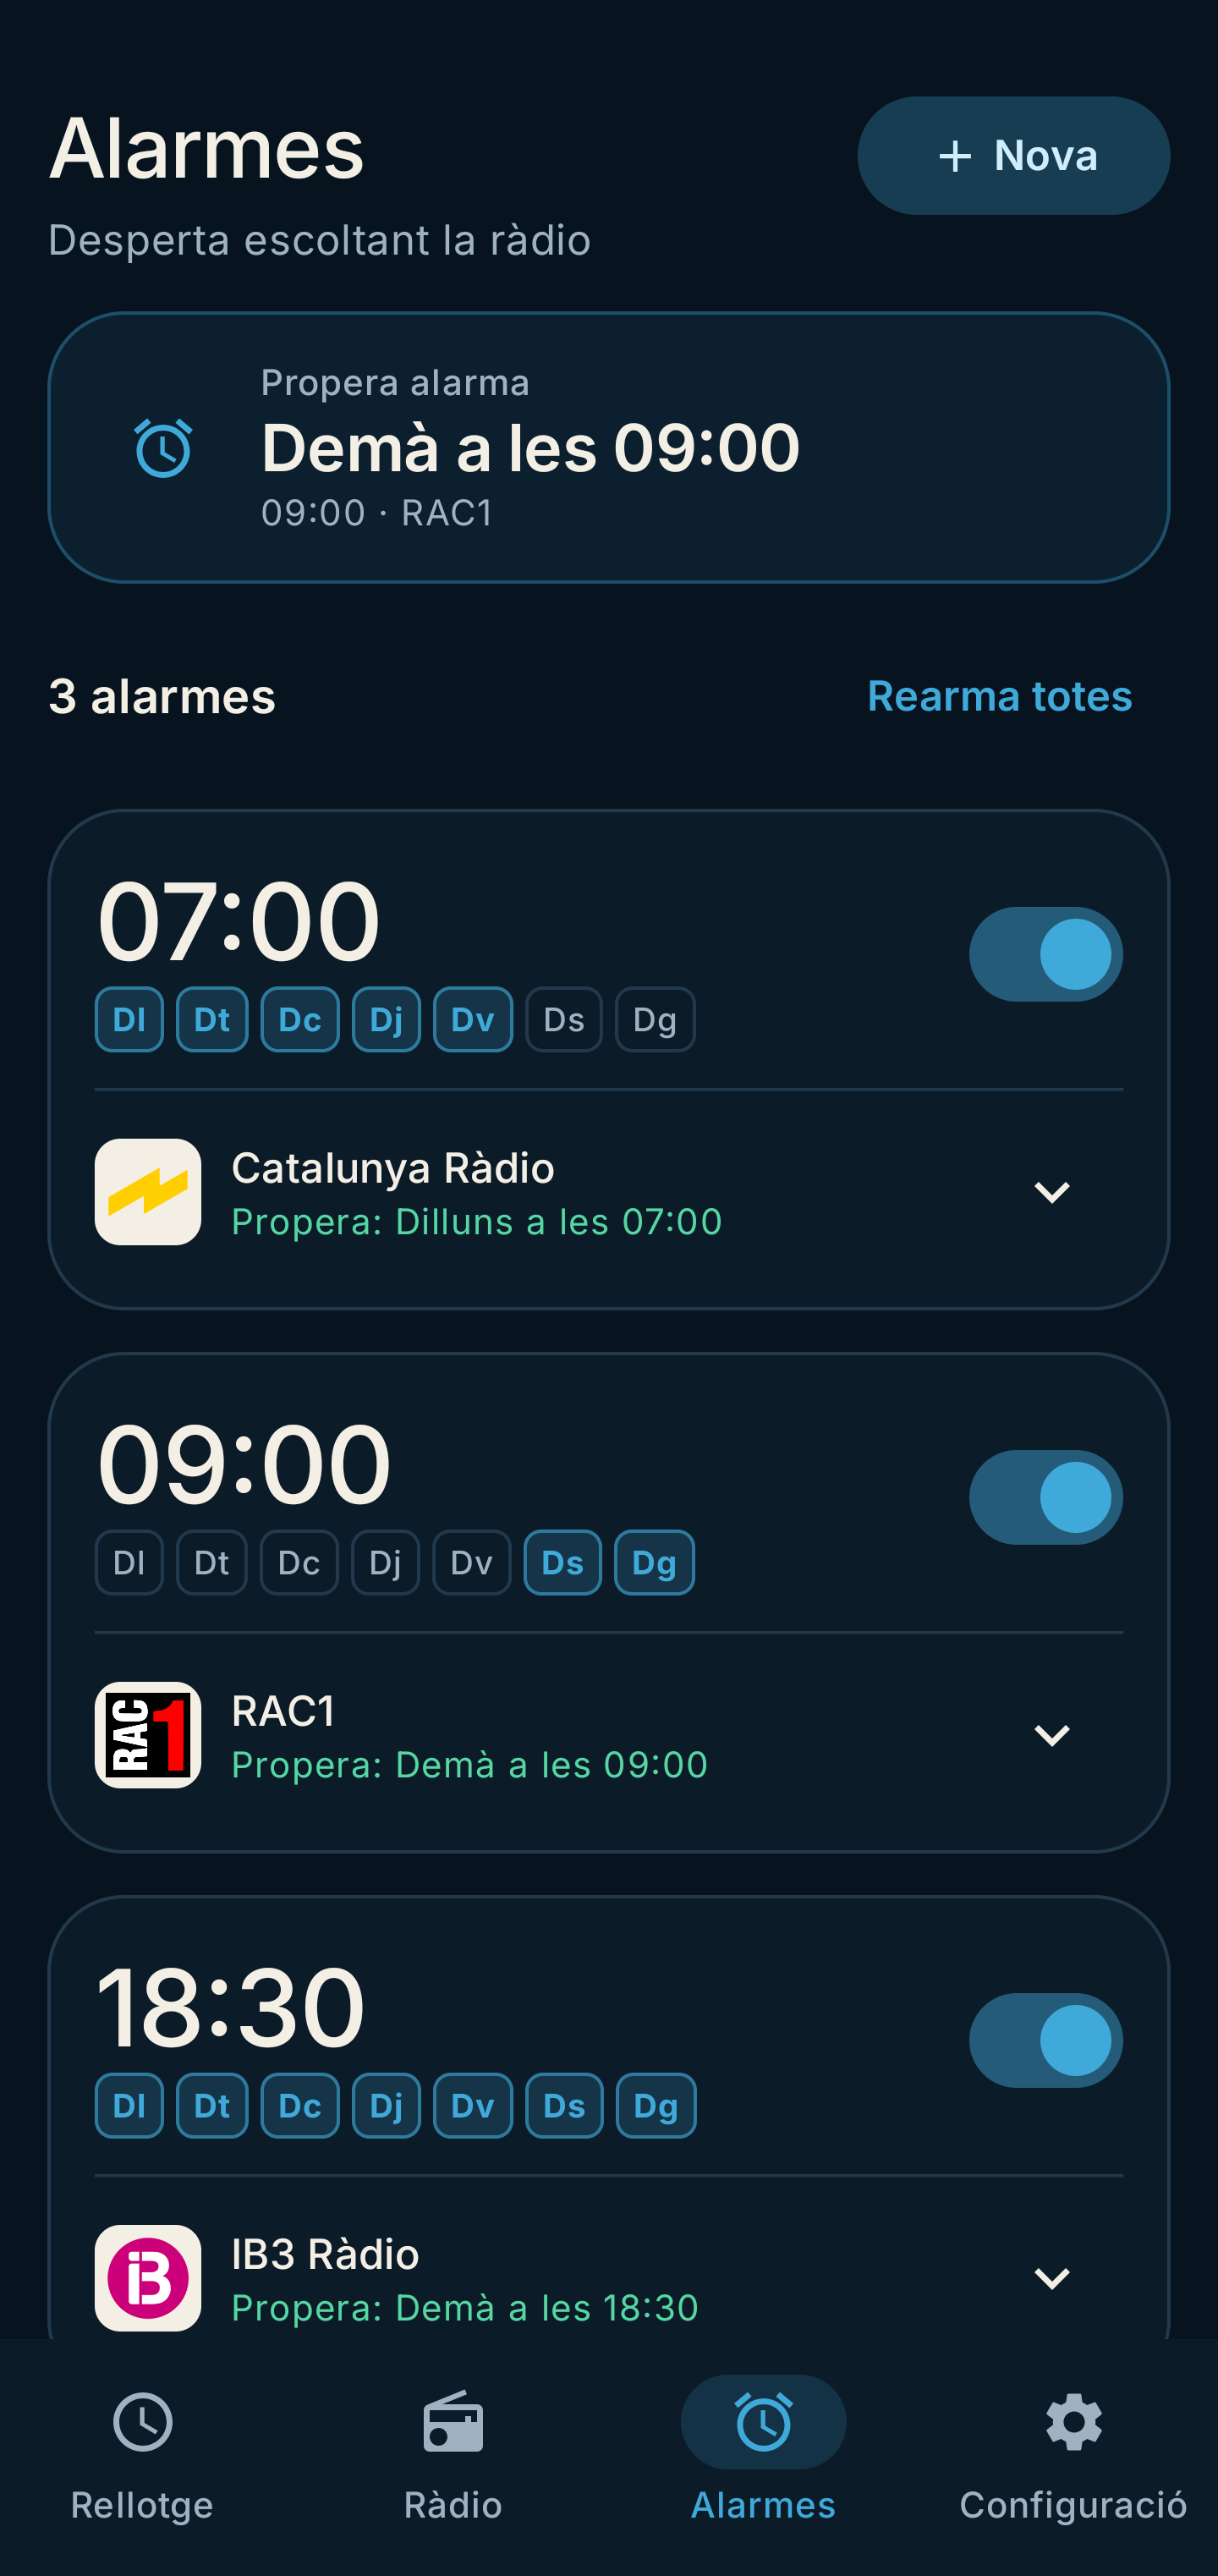 Alarmes
+ Nova
Desperta escoltant la ràdio
Propera alarma
Demà a les 09:00
09:00 · RAC1
3 alarmes
Rearma totes
07:00
Dl Dt Dc Dj Dv Ds Dg
Catalunya Ràdio
Propera: Dilluns a les 07:00
09:00
Dl Dt Dc Dj Dv Ds Dg
RAC1
RAC1
Propera: Demà a les 09:00
18:30
Dl Dt Dc Dj Dv Ds Dg
iB
IB3 Ràdio
Propera: Demà a les 18:30
Rellotge
Ràdio
Alarmes
Configuració